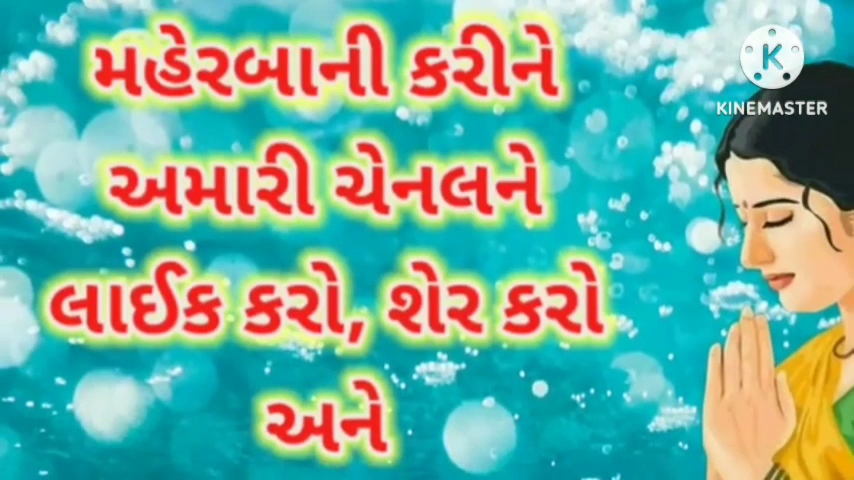 મહેરબાની કરીને
KINEMASTER
અમારી ચેનલને
લાઈક કરો, શેર કરો
અને